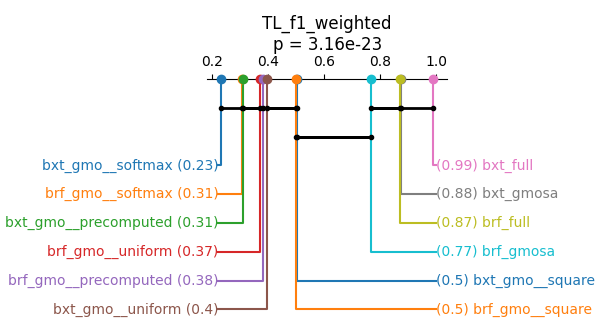 TL_f1_weighted
p = 3.16e-23
0.2 0.4 0.6 0.8 1.0
bxt_gmo__softmax (0.23) (0.99) bxt_full
brf_gmo__softmax (0.31) (0.88) bxt_gmosa
bxt_gmo__precomputed (0.31) (0.87) brf_full
brf_gmo__uniform (0.37) (0.77) brf_gmosa
brf_gmo__precomputed (0.38) (0.5) bxt_gmo__square
bxt_gmo__uniform (0.4) (0.5) brf_gmo__square